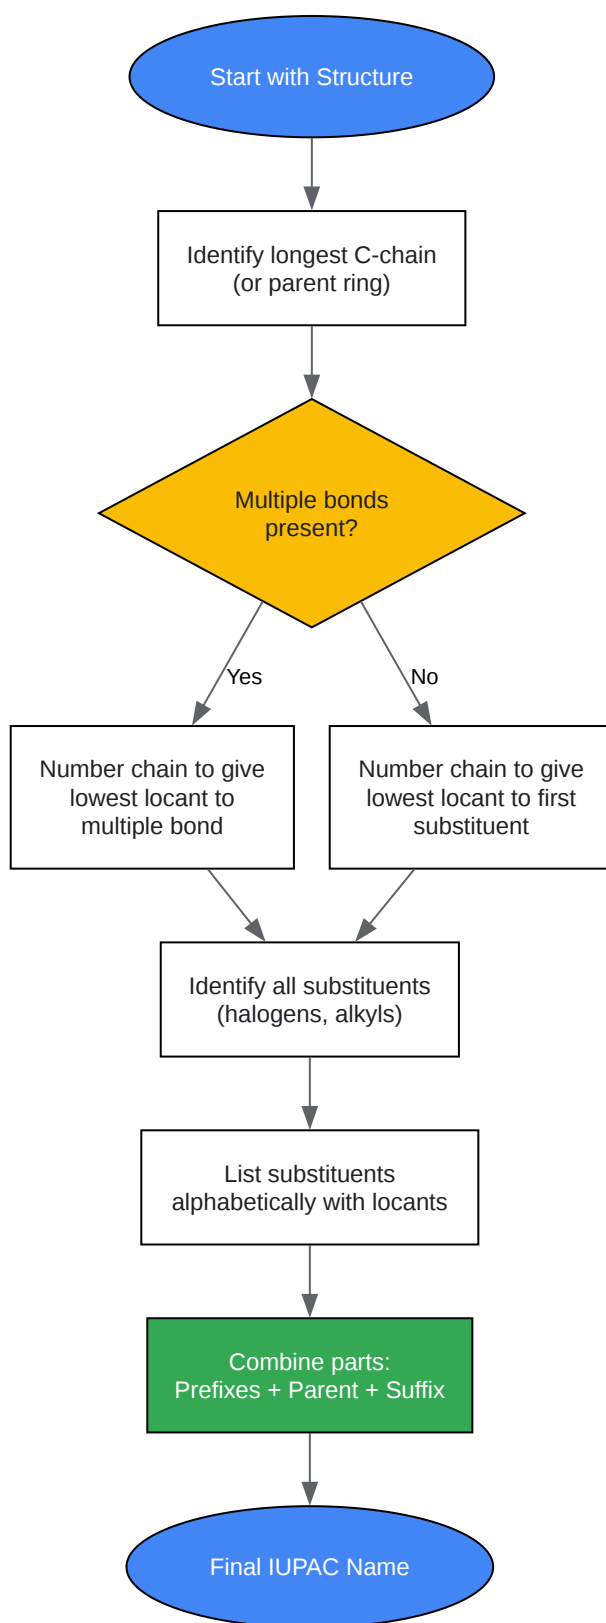 Start with Structure
Identify longest C-chain
(or parent ring)
Multiple bonds
present?
Yes
No
Number chain to give
lowest locant to
multiple bond
Number chain to give
lowest locant to first
substituent
Identify all substituents
(halogens, alkyls)
List substituents
alphabetically with locants
Combine parts:
Prefixes + Parent + Suffix
Final IUPAC Name